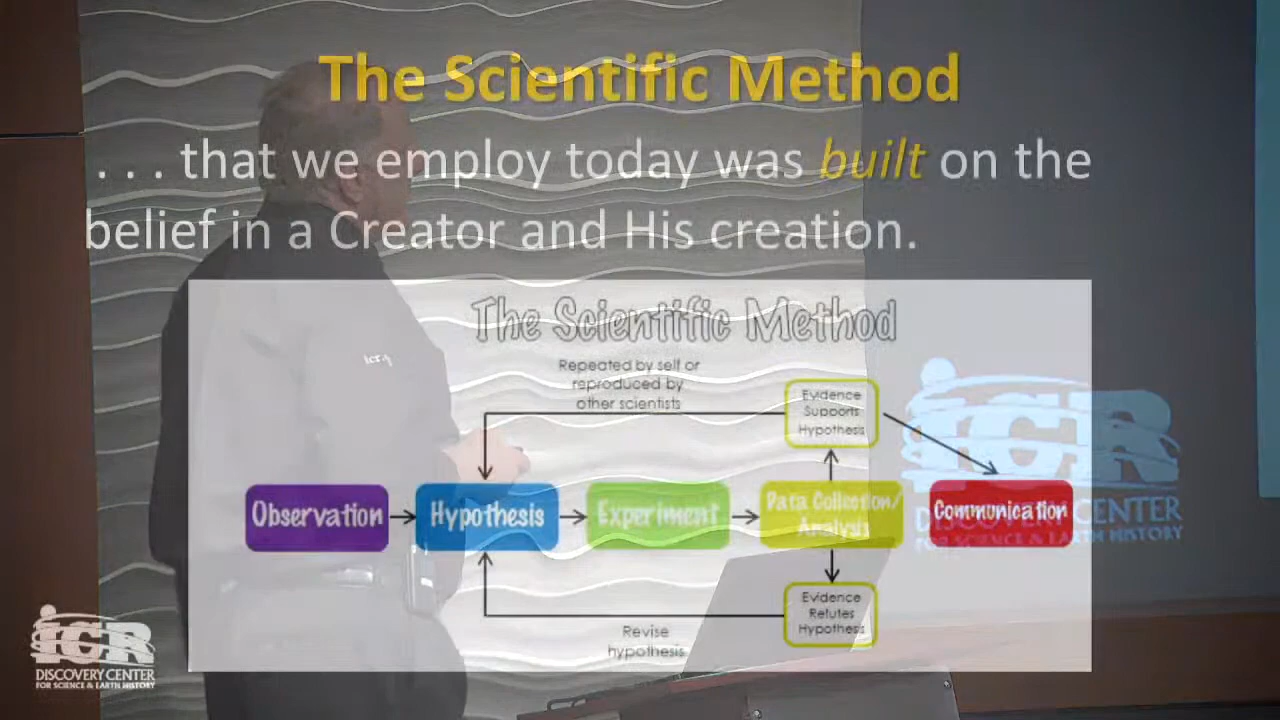 The Scientific Method
. . . that we employ today was built on the
belief in a Creator and His creation.
The Scientific Method
Repeated by self or
reproduced by
other scientists
Evidence
Supports
Hypothesis
Observation
Hypothesis
Experiment
Data Collection/
Analysis
Communication
Evidence
Refutes
Hypothesis
Revise
hypothesis
ICR
DISCOVERY CENTER
FOR SCIENCE & EARTH HISTORY
ICR
DISCOVERY CENTER
FOR SCIENCE & EARTH HISTORY